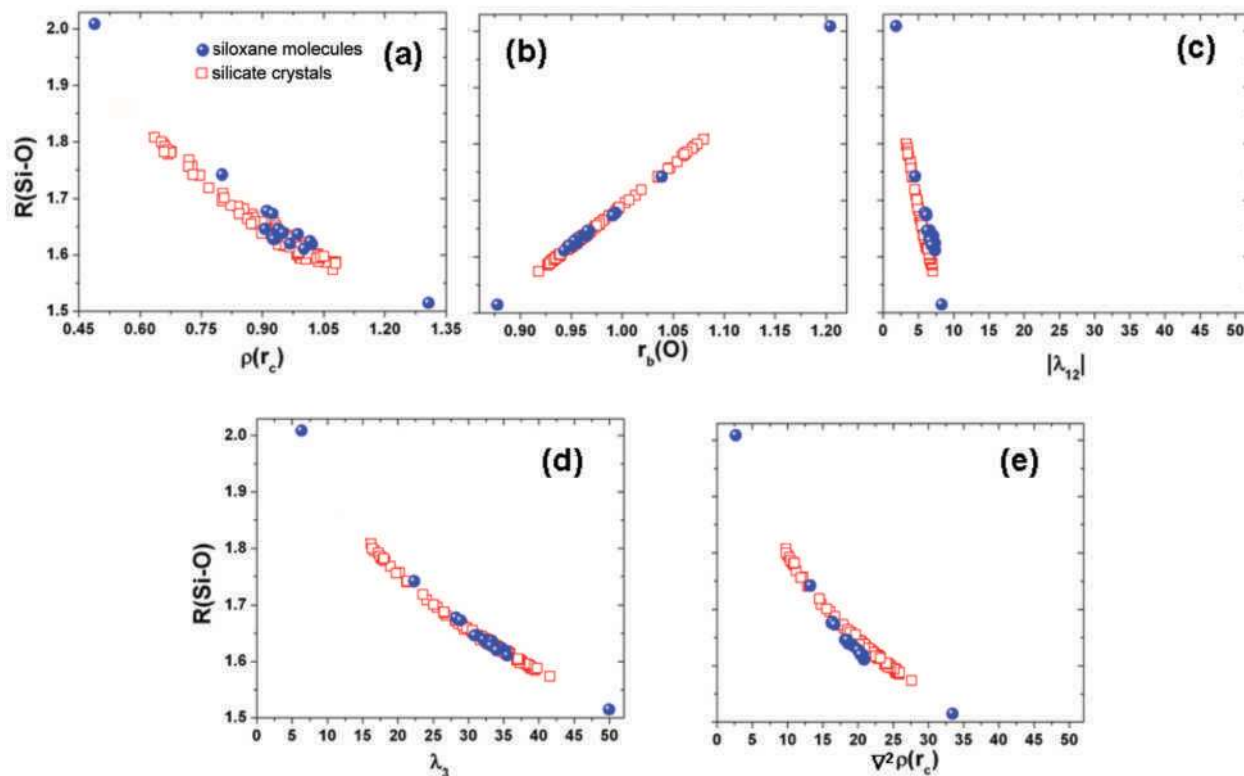 2.0
1.9
1.8
1.7
1.6
1.5
R(Si-O)
siloxane molecules
silicate crystals
(a)
0.45 0.60 0.75 0.90 1.05 1.20 1.35
ρ(r_c)
(b)
0.90 0.95 1.00 1.05 1.10 1.15 1.20
r_b(O)
(c)
0 5 10 15 20 25 30 35 40 45 50
|λ_12|
2.0
1.9
1.8
1.7
1.6
1.5
R(Si-O)
(d)
0 5 10 15 20 25 30 35 40 45 50
λ_3
(e)
0 5 10 15 20 25 30 35 40 45 50
∇²ρ(r_c)